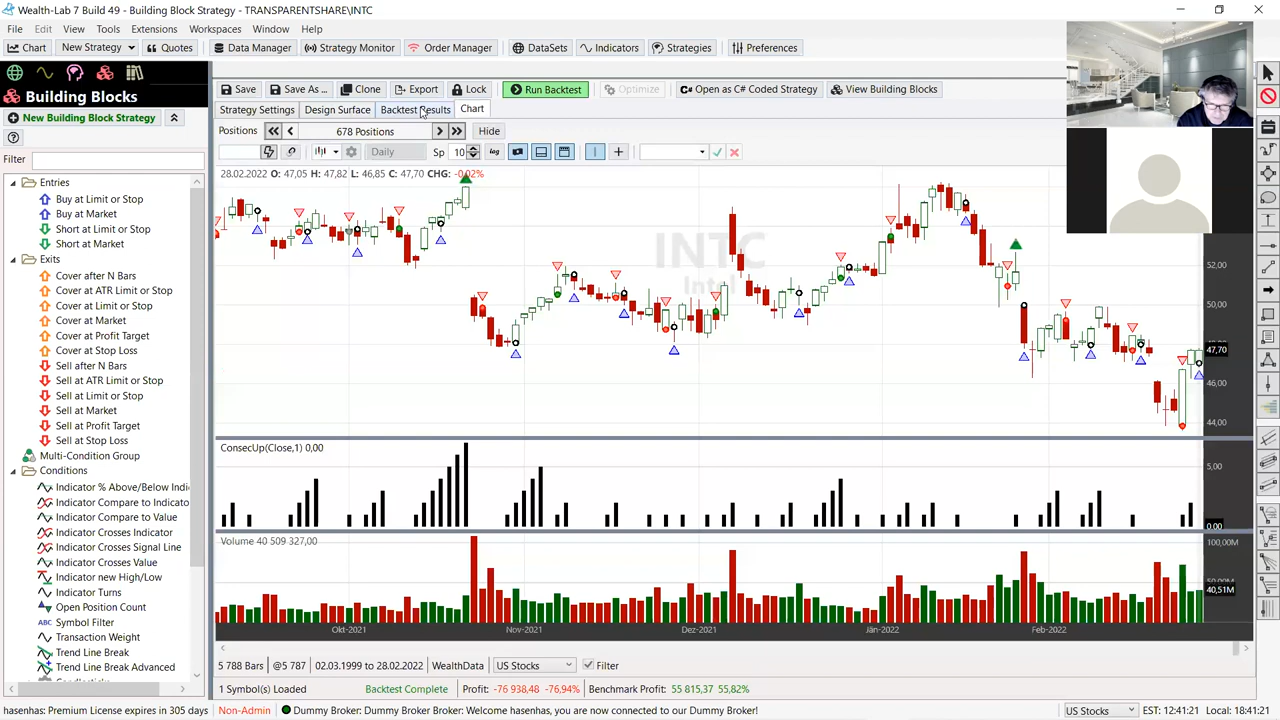 Wealth-Lab 7 Build 49 - Building Block Strategy - TRANSPARENTSHARE/INTC
File Edit View Tools Extensions Workspaces Window Help
Chart New Strategy Quotes Data Manager Strategy Monitor Order Manager DataSets Indicators Strategies Preferences
Building Blocks
New Building Block Strategy
Filter
Entries
Buy at Limit or Stop
Buy at Market
Short at Limit or Stop
Short at Market
Exits
Cover after N Bars
Cover at ATR Limit or Stop
Cover at Limit or Stop
Cover at Market
Cover at Profit Target
Cover at Stop Loss
Sell after N Bars
Sell at ATR Limit or Stop
Sell at Limit or Stop
Sell at Market
Sell at Profit Target
Sell at Stop Loss
Multi-Condition Group
Conditions
Indicator % Above/Below Indi
Indicator Compare to Indicato
Indicator Compare to Value
Indicator Crosses Indicator
Indicator Crosses Signal Line
Indicator Crosses Value
Indicator new High/Low
Indicator Turns
Open Position Count
ABC Symbol Filter
Transaction Weight
Trend Line Break
Trend Line Break Advanced
Save Save As ... Clone Export Lock Run Backtest Optimize Open as C# Coded Strategy View Building Blocks
Strategy Settings Design Surface Backtest Results Chart
Positions 678 Positions Hide
Daily Sp 10 log
28.02.2022 O: 47,05 H: 47,82 L: 46,85 C: 47,70 CHG: -0,02%
INTC
Intel
52,00
50,00
47,70
46,00
44,00
ConsecUp(Close,1) 0,00
5,00
0,00
Volume 40 509 327,00
100,00M
40,51M
Okt-2021 Nov-2021 Dez-2021 Jän-2022 Feb-2022
5 788 Bars @5 787 02.03.1999 to 28.02.2022 WealthData US Stocks Filter
1 Symbol(s) Loaded Backtest Complete Profit: -76 938,48 -76,94% Benchmark Profit: 55 815,37 55,82%
hasenhas: Premium License expires in 305 days Non-Admin Dummy Broker: Dummy Broker Broker: Welcome hasenhas, you are now connected to our Dummy Broker! US Stocks EST: 12:41:21 Local: 18:41:21